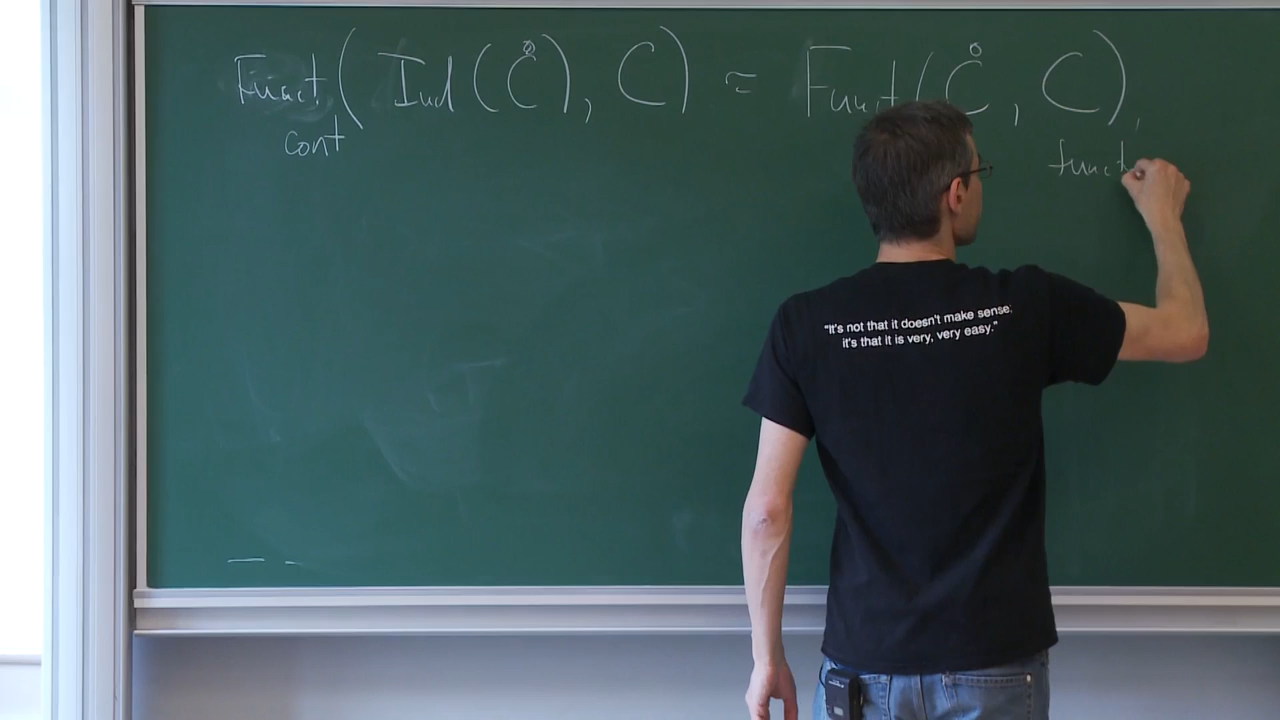 Funct ( Ind ( C̊ ) , C ) ≃ Funct ( C̊ , C ) ,
cont
funct
"It's not that it doesn't make sense;
it's that it is very, very easy."